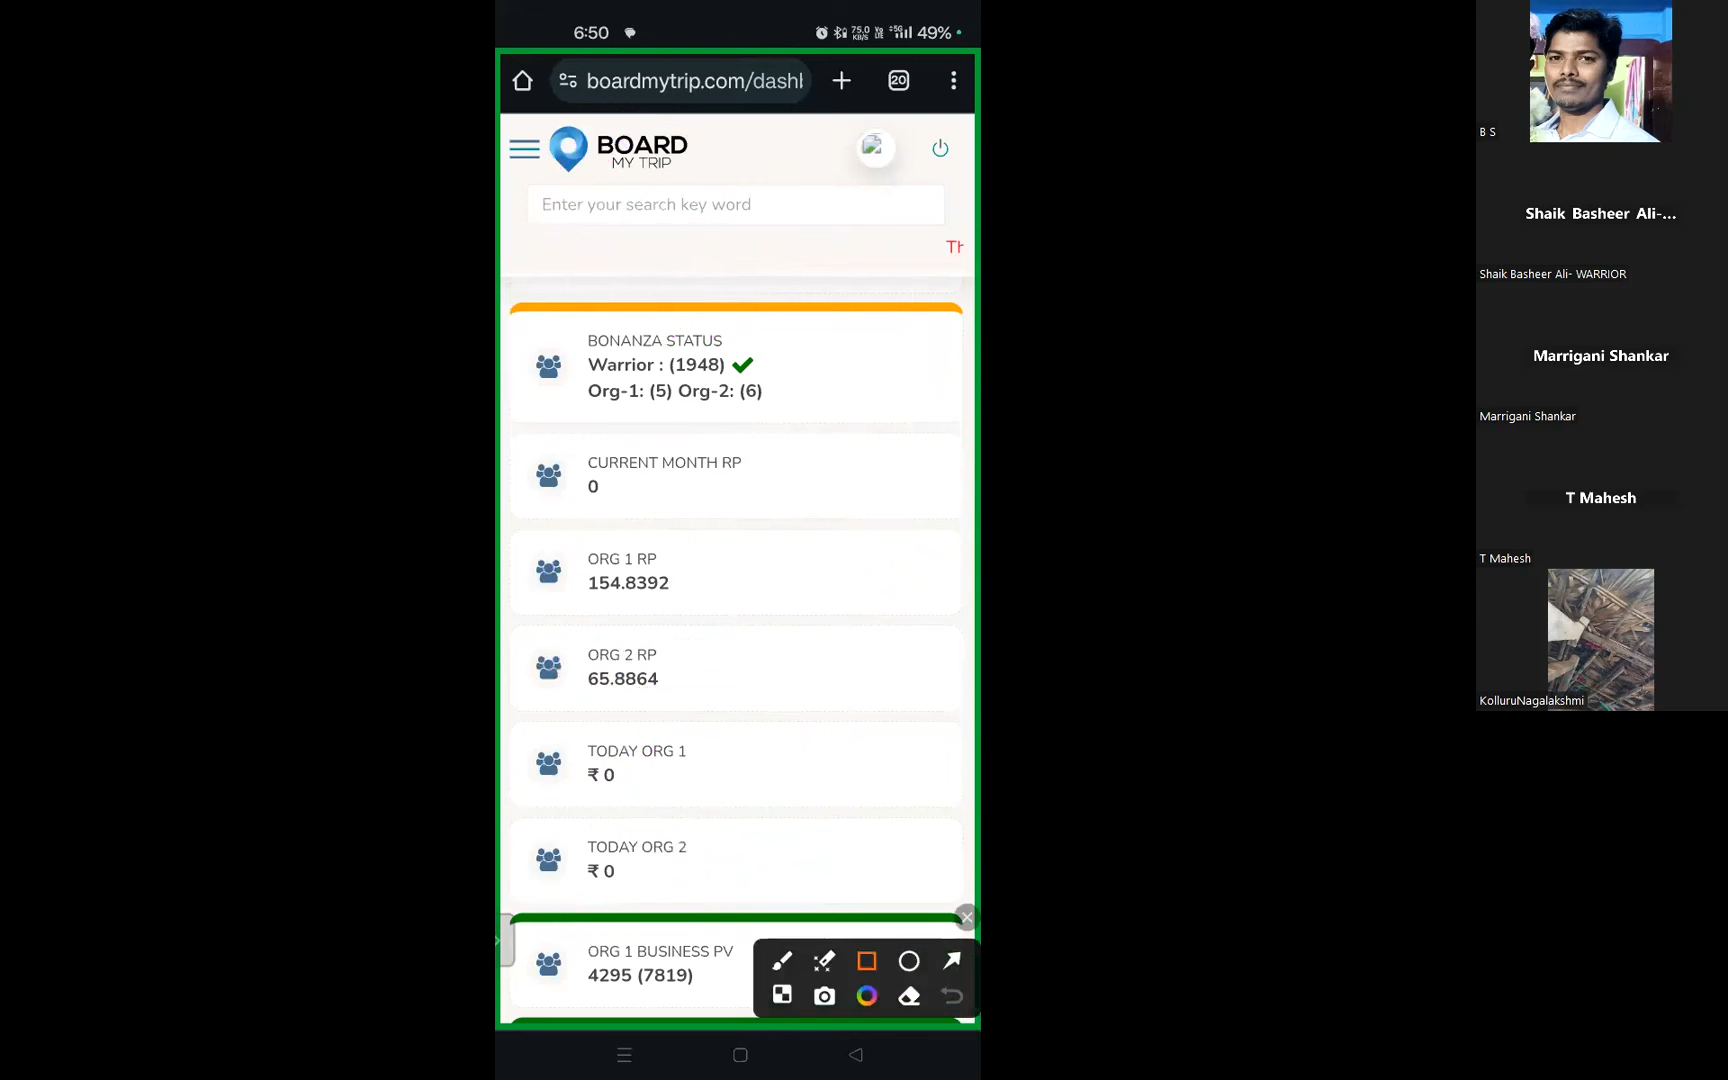 6:50
75.0
KB/S
49%
boardmytrip.com/dashl
20
BOARD
MY TRIP
Enter your search key word
Th
BONANZA STATUS
Warrior : (1948)
Org-1: (5) Org-2: (6)
CURRENT MONTH RP
0
ORG 1 RP
154.8392
ORG 2 RP
65.8864
TODAY ORG 1
₹ 0
TODAY ORG 2
₹ 0
ORG 1 BUSINESS PV
4295 (7819)
B S
Shaik Basheer Ali-...
Shaik Basheer Ali- WARRIOR
Marrigani Shankar
Marrigani Shankar
T Mahesh
T Mahesh
KolluruNagalakshmi